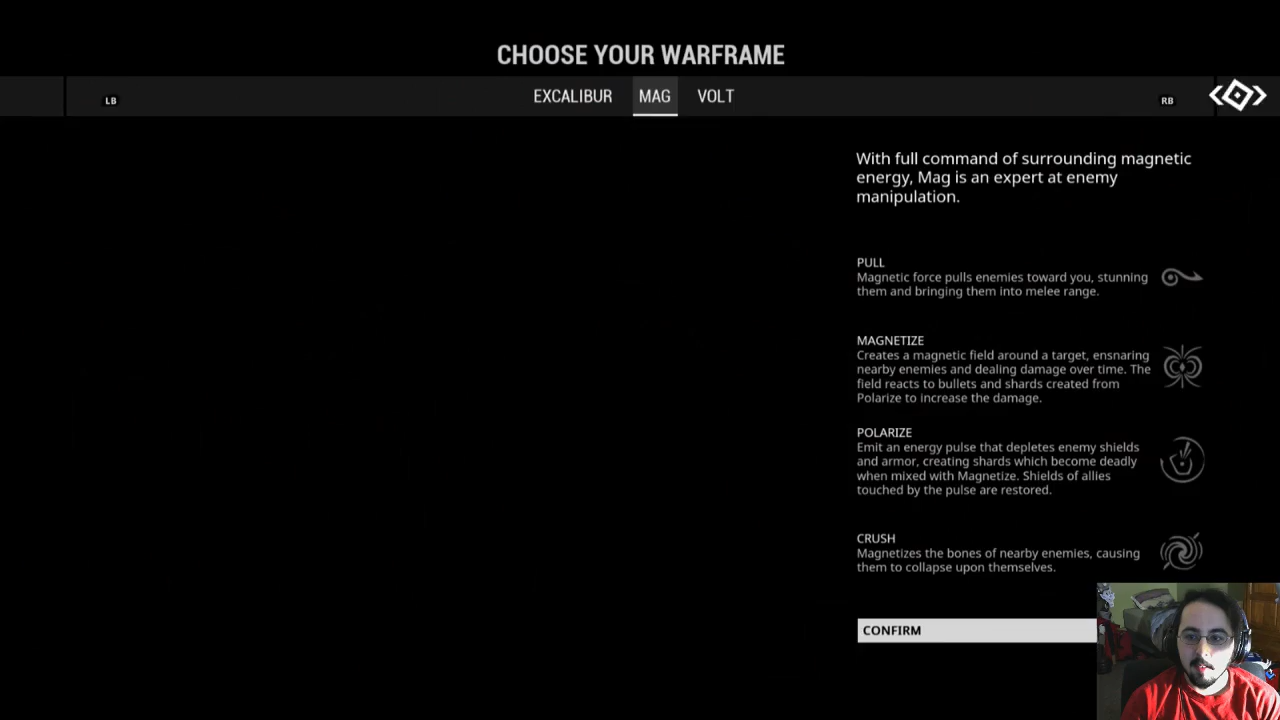 CHOOSE YOUR WARFRAME
LB
EXCALIBUR
MAG
VOLT
RB
With full command of surrounding magnetic
energy, Mag is an expert at enemy
manipulation.
PULL
Magnetic force pulls enemies toward you, stunning
them and bringing them into melee range.
MAGNETIZE
Creates a magnetic field around a target, ensnaring
nearby enemies and dealing damage over time. The
field reacts to bullets and shards created from
Polarize to increase the damage.
POLARIZE
Emit an energy pulse that depletes enemy shields
and armor, creating shards which become deadly
when mixed with Magnetize. Shields of allies
touched by the pulse are restored.
CRUSH
Magnetizes the bones of nearby enemies, causing
them to collapse upon themselves.
CONFIRM